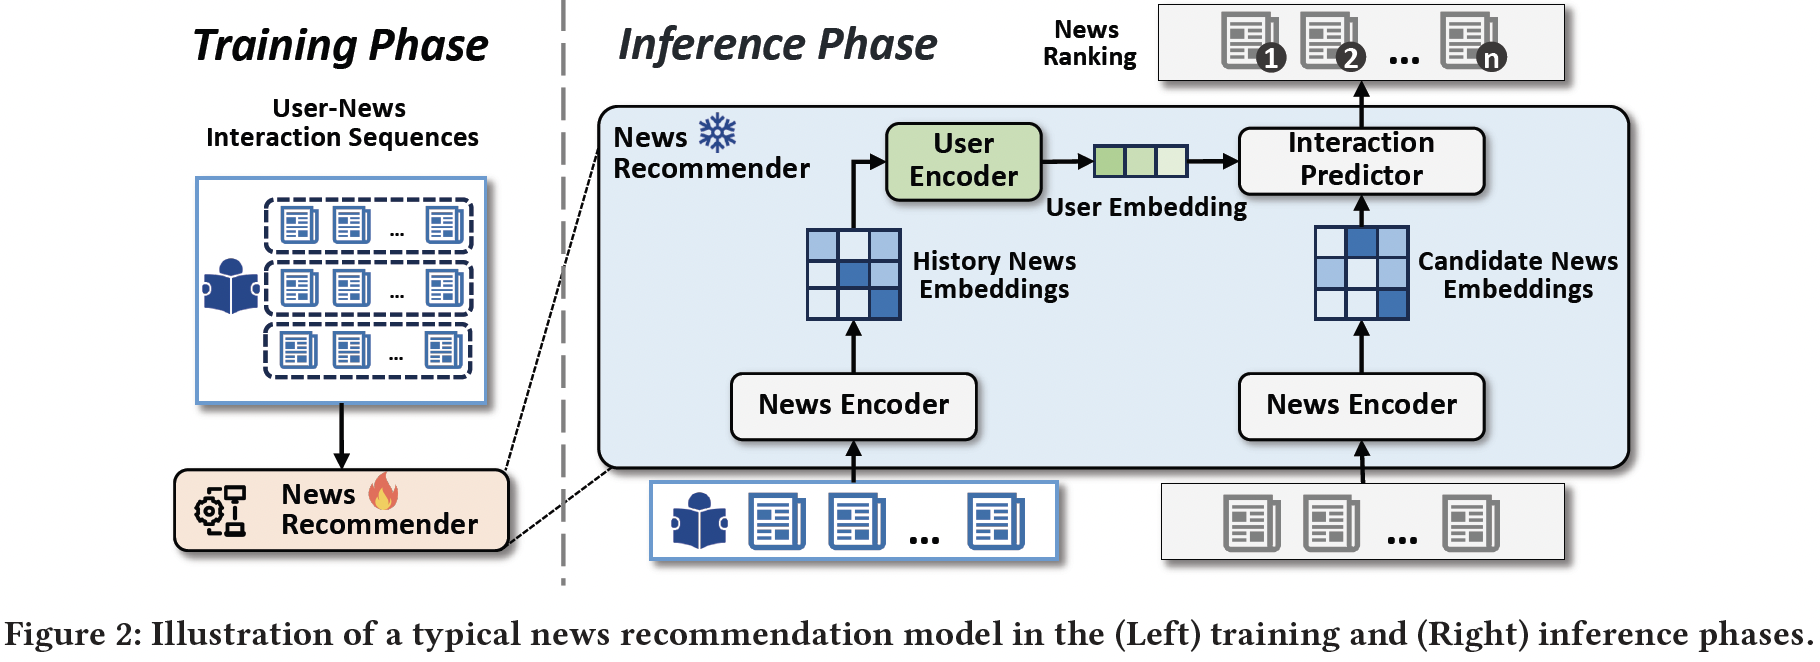 Training Phase
User-News
Interaction Sequences
...
...
...
News
Recommender
Inference Phase
News
Ranking
1
2
...
n
News
Recommender
User
Encoder
User Embedding
Interaction
Predictor
History News
Embeddings
Candidate News
Embeddings
News Encoder
News Encoder
...
...
Figure 2: Illustration of a typical news recommendation model in the (Left) training and (Right) inference phases.